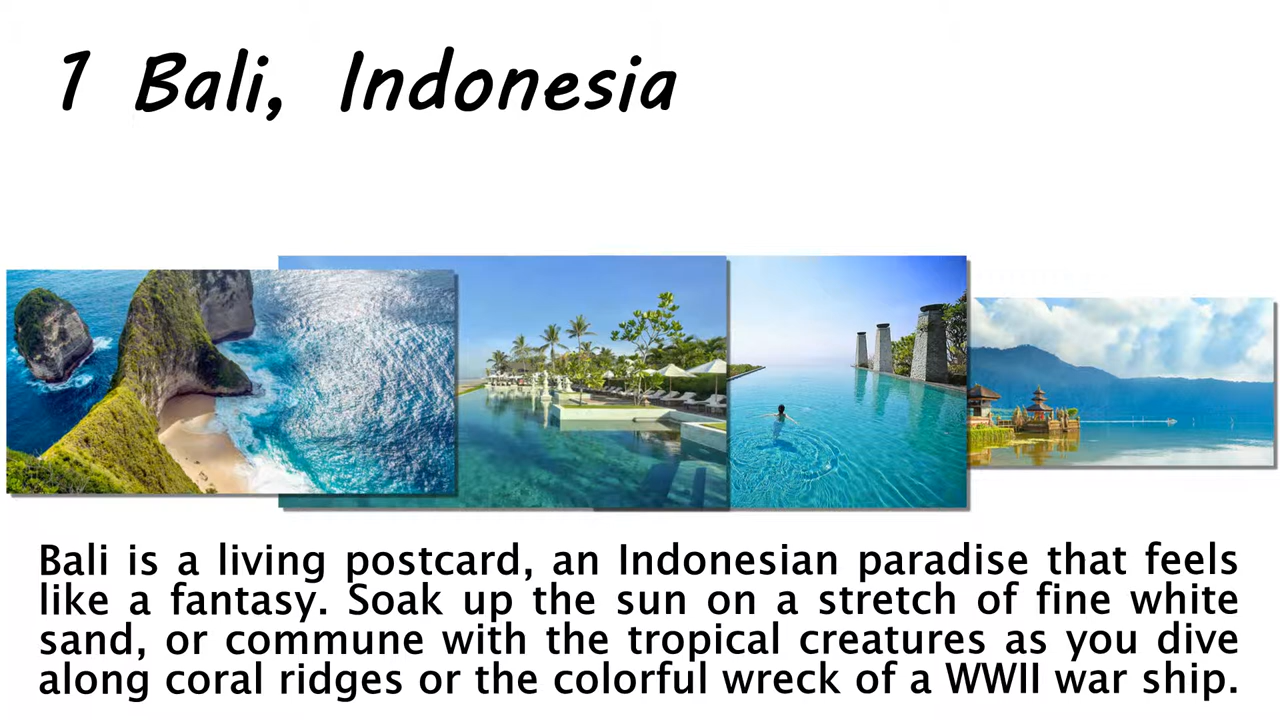 1 Bali, Indonesia
Bali is a living postcard, an Indonesian paradise that feels
like a fantasy. Soak up the sun on a stretch of fine white
sand, or commune with the tropical creatures as you dive
along coral ridges or the colorful wreck of a WWII war ship.